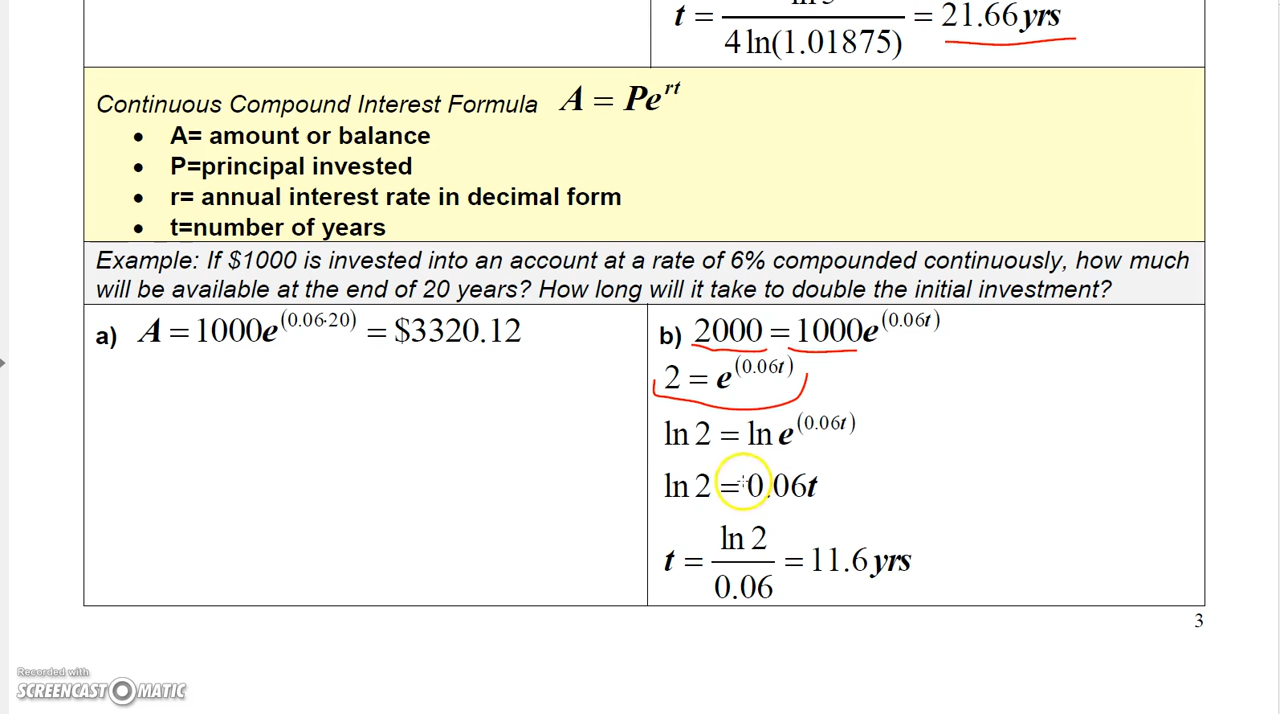 t = ln 5 / 4 ln(1.01875) = 21.66 yrs
Continuous Compound Interest Formula A = Pe^rt
• A= amount or balance
• P=principal invested
• r= annual interest rate in decimal form
• t=number of years
Example: If $1000 is invested into an account at a rate of 6% compounded continuously, how much
will be available at the end of 20 years? How long will it take to double the initial investment?
a) A = 1000e^(0.06·20) = $3320.12
b) 2000 = 1000e^(0.06t)
2 = e^(0.06t)
ln 2 = ln e^(0.06t)
ln 2 = 0.06t
t = ln 2 / 0.06 = 11.6 yrs
3
Recorded with
SCREENCAST-O-MATIC